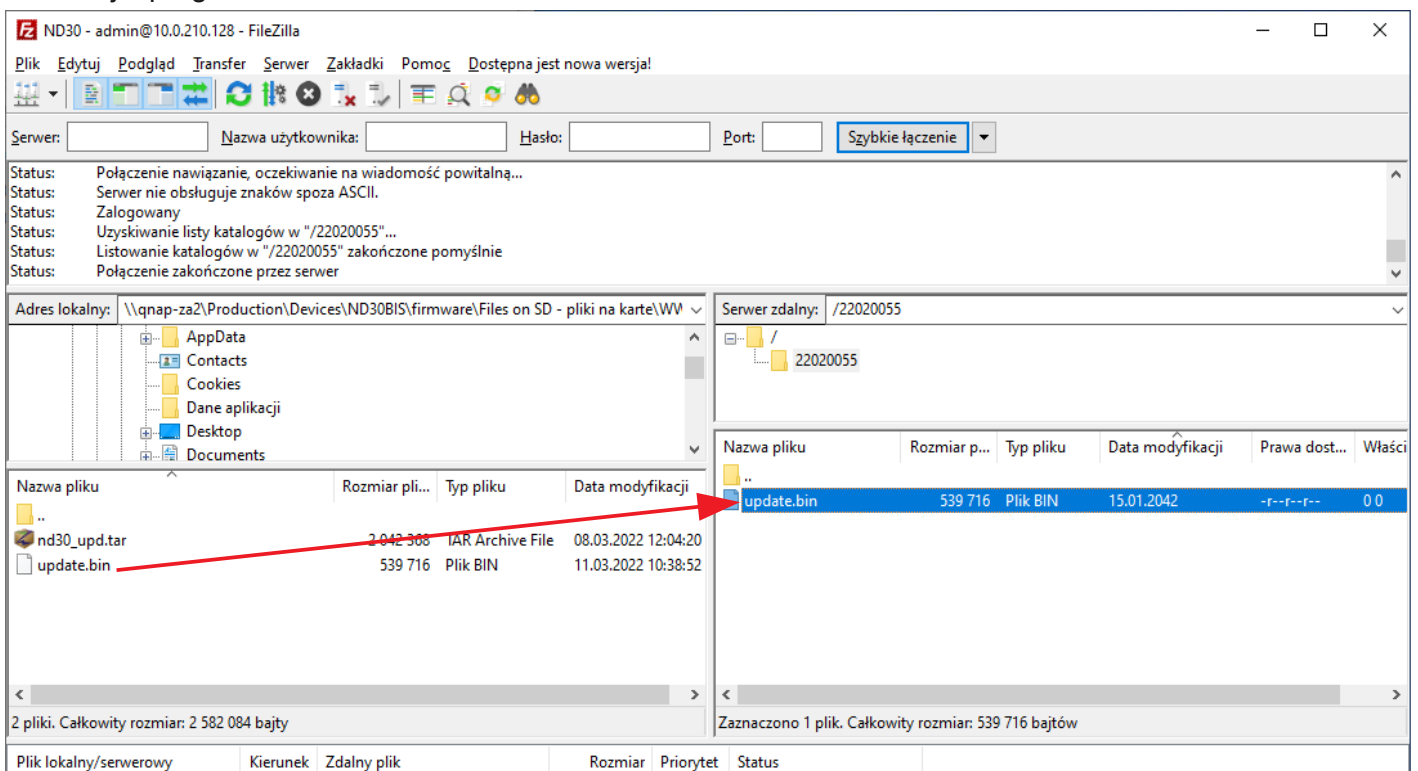 ND30 - admin@10.0.210.128 - FileZilla
Plik Edytuj Podgląd Transfer Serwer Zakładki Pomoc Dostępna jest nowa wersja!
Serwer: Nazwa użytkownika: Hasło: Port: Szybkie łączenie
Status: Połączenie nawiązanie, oczekiwanie na wiadomość powitalną...
Status: Serwer nie obsługuje znaków spoza ASCII.
Status: Zalogowany
Status: Uzyskiwanie listy katalogów w "/22020055"...
Status: Listowanie katalogów w "/22020055" zakończone pomyślnie
Status: Połączenie zakończone przez serwer
Adres lokalny: \\qnap-za2\Production\Devices\ND30BIS\firmware\Files on SD - pliki na karte\WW
AppData
Contacts
Cookies
Dane aplikacji
Desktop
Documents
Nazwa pliku Rozmiar pli... Typ pliku Data modyfikacji
..
nd30_upd.tar 2 042 368 TAR Archive File 08.03.2022 12:04:20
update.bin 539 716 Plik BIN 11.03.2022 10:38:52
2 pliki. Całkowity rozmiar: 2 582 084 bajty
Serwer zdalny: /22020055
/
22020055
Nazwa pliku Rozmiar p... Typ pliku Data modyfikacji Prawa dost... Właści
..
update.bin 539 716 Plik BIN 15.01.2042 -r--r--r-- 0 0
Zaznaczono 1 plik. Całkowity rozmiar: 539 716 bajtów
Plik lokalny/serwerowy Kierunek Zdalny plik Rozmiar Priorytet Status